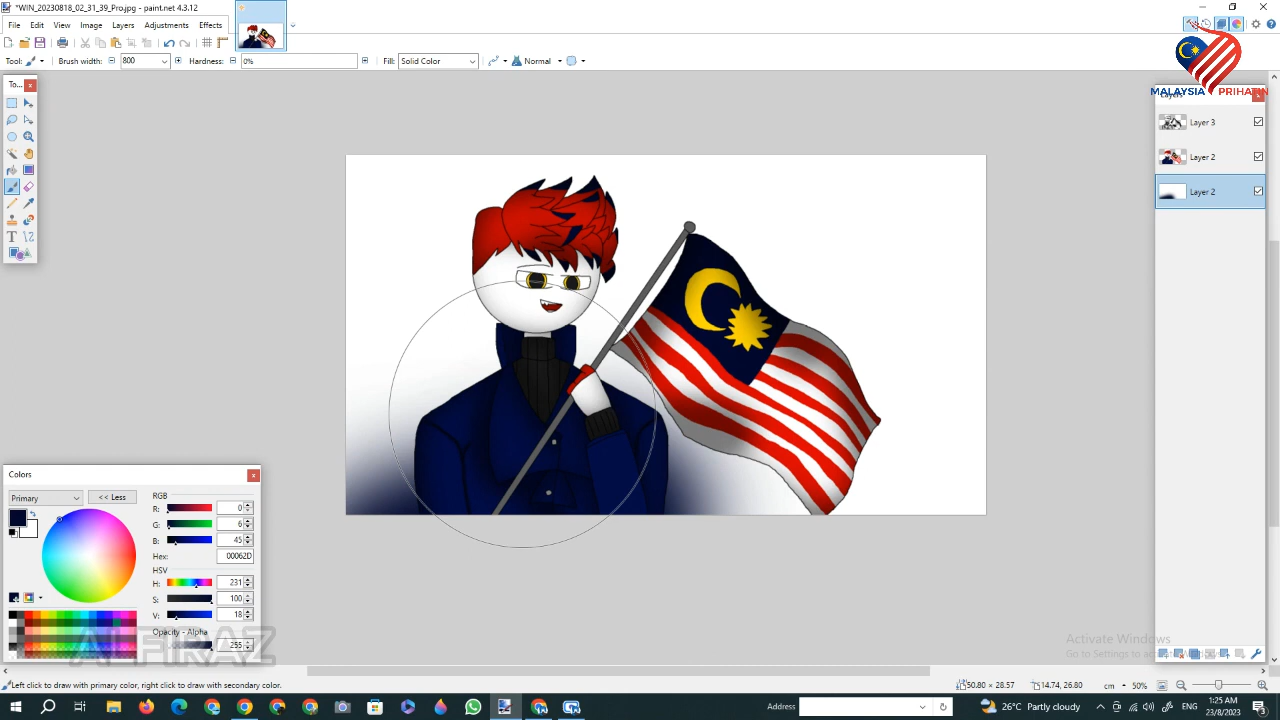 *WIN_20230818_02_31_39_Pro.jpg - paint.net 4.3.12
File Edit View Image Layers Adjustments Effects
Tool: Brush width: 800 Hardness: 0% Fill: Solid Color Normal
MALAYSIA PRIHATIN
To...
Layers
Layer 3
Layer 2
Layer 2
Colors
Primary << Less
RGB
R: 0
G: 6
B: 45
Hex: 00062D
HSV
H: 231
S: 100
V: 18
Opacity - Alpha
255
ALFIRAZ
Activate Windows
Go to Settings to activate
Left click to draw with primary color, right click to draw with secondary color.
50.80 × 28.57 14.74, 26.80 cm 50%
Address 26°C Partly cloudy ENG 1:25 AM
23/8/2023